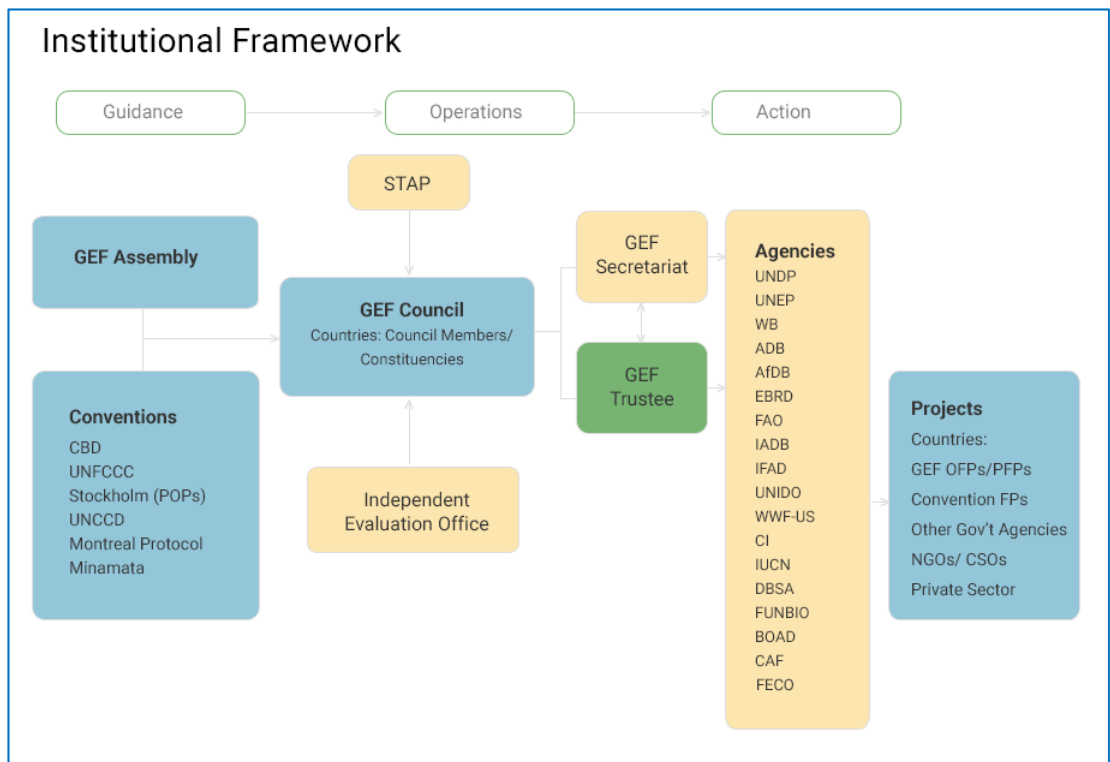 Institutional Framework
Guidance
Operations
Action
STAP
GEF Assembly
Conventions
CBD
UNFCCC
Stockholm (POPs)
UNCCD
Montreal Protocol
Minamata
GEF Council
Countries: Council Members/
Constituencies
Independent
Evaluation Office
GEF
Secretariat
GEF
Trustee
Agencies
UNDP
UNEP
WB
ADB
AfDB
EBRD
FAO
IADB
IFAD
UNIDO
WWF-US
CI
IUCN
DBSA
FUNBIO
BOAD
CAF
FECO
Projects
Countries:
GEF OFPs/PFPs
Convention FPs
Other Gov’t Agencies
NGOs/ CSOs
Private Sector